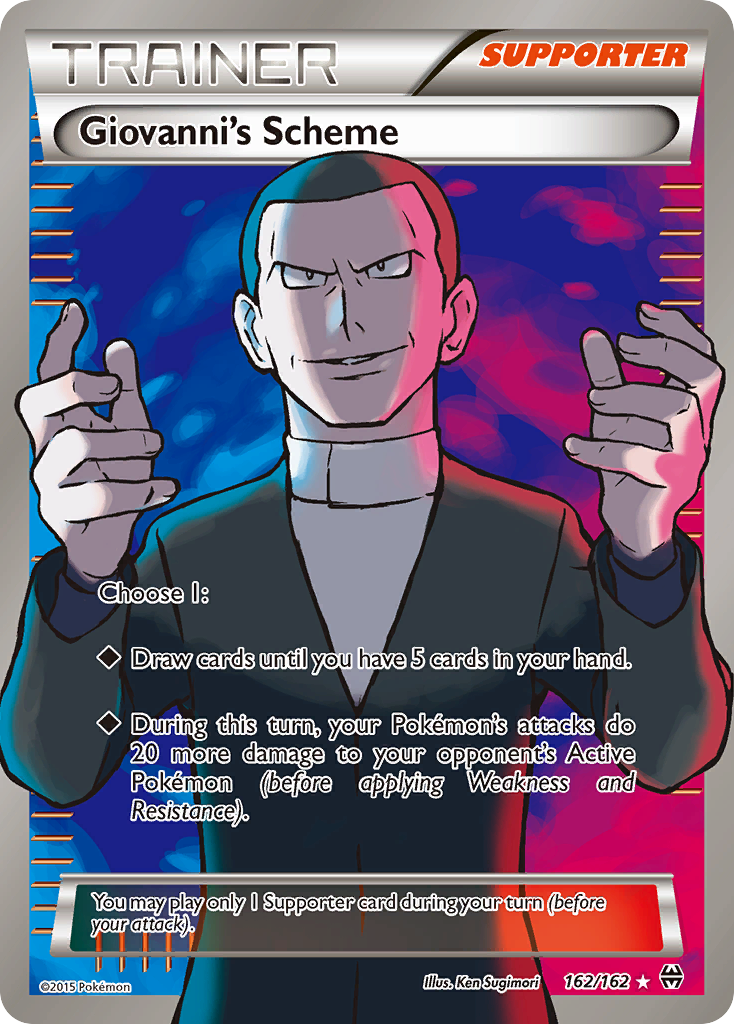 TRAINER
SUPPORTER
Giovanni's Scheme
Choose 1:
◆ Draw cards until you have 5 cards in your hand.
◆ During this turn, your Pokémon's attacks do
20 more damage to your opponent's Active
Pokémon (before applying Weakness and
Resistance).
You may play only 1 Supporter card during your turn (before
your attack).
©2015 Pokémon
Illus. Ken Sugimori
162/162 ★